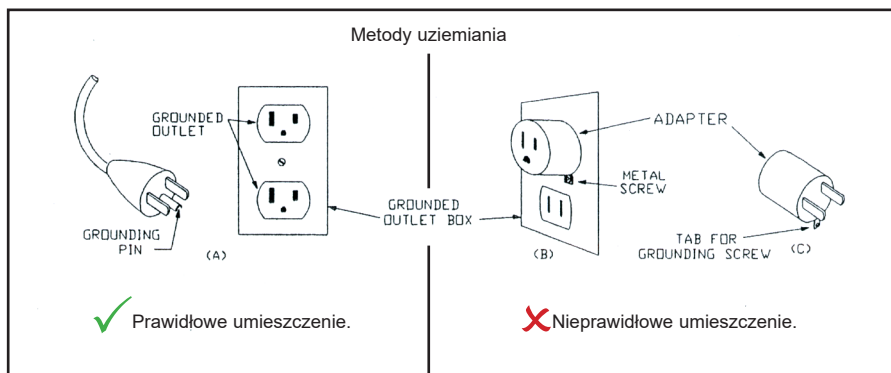 Metody uziemiania
GROUNDED
OUTLET
GROUNDING
PIN
(A)
GROUNDED
OUTLET BOX
ADAPTER
METAL
SCREW
(B)
TAB FOR
GROUNDING SCREW
(C)
Prawidłowe umieszczenie.
Nieprawidłowe umieszczenie.